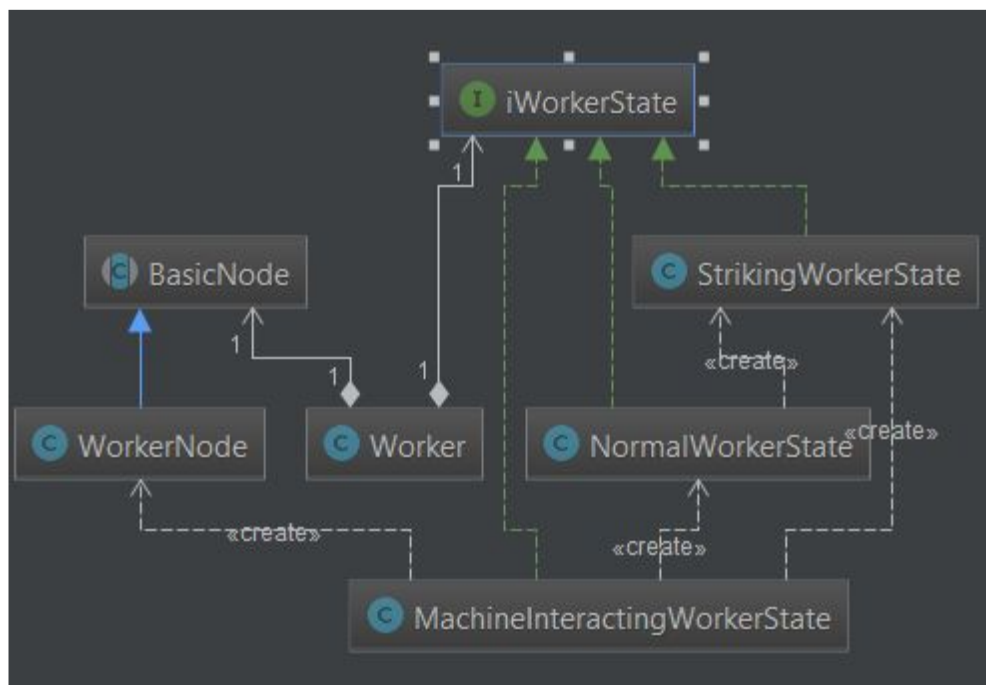 I iWorkerState
1
C BasicNode
C StrikingWorkerState
1
1
1
«create»
C WorkerNode
C Worker
C NormalWorkerState
«create»
«create»
«create»
C MachineInteractingWorkerState